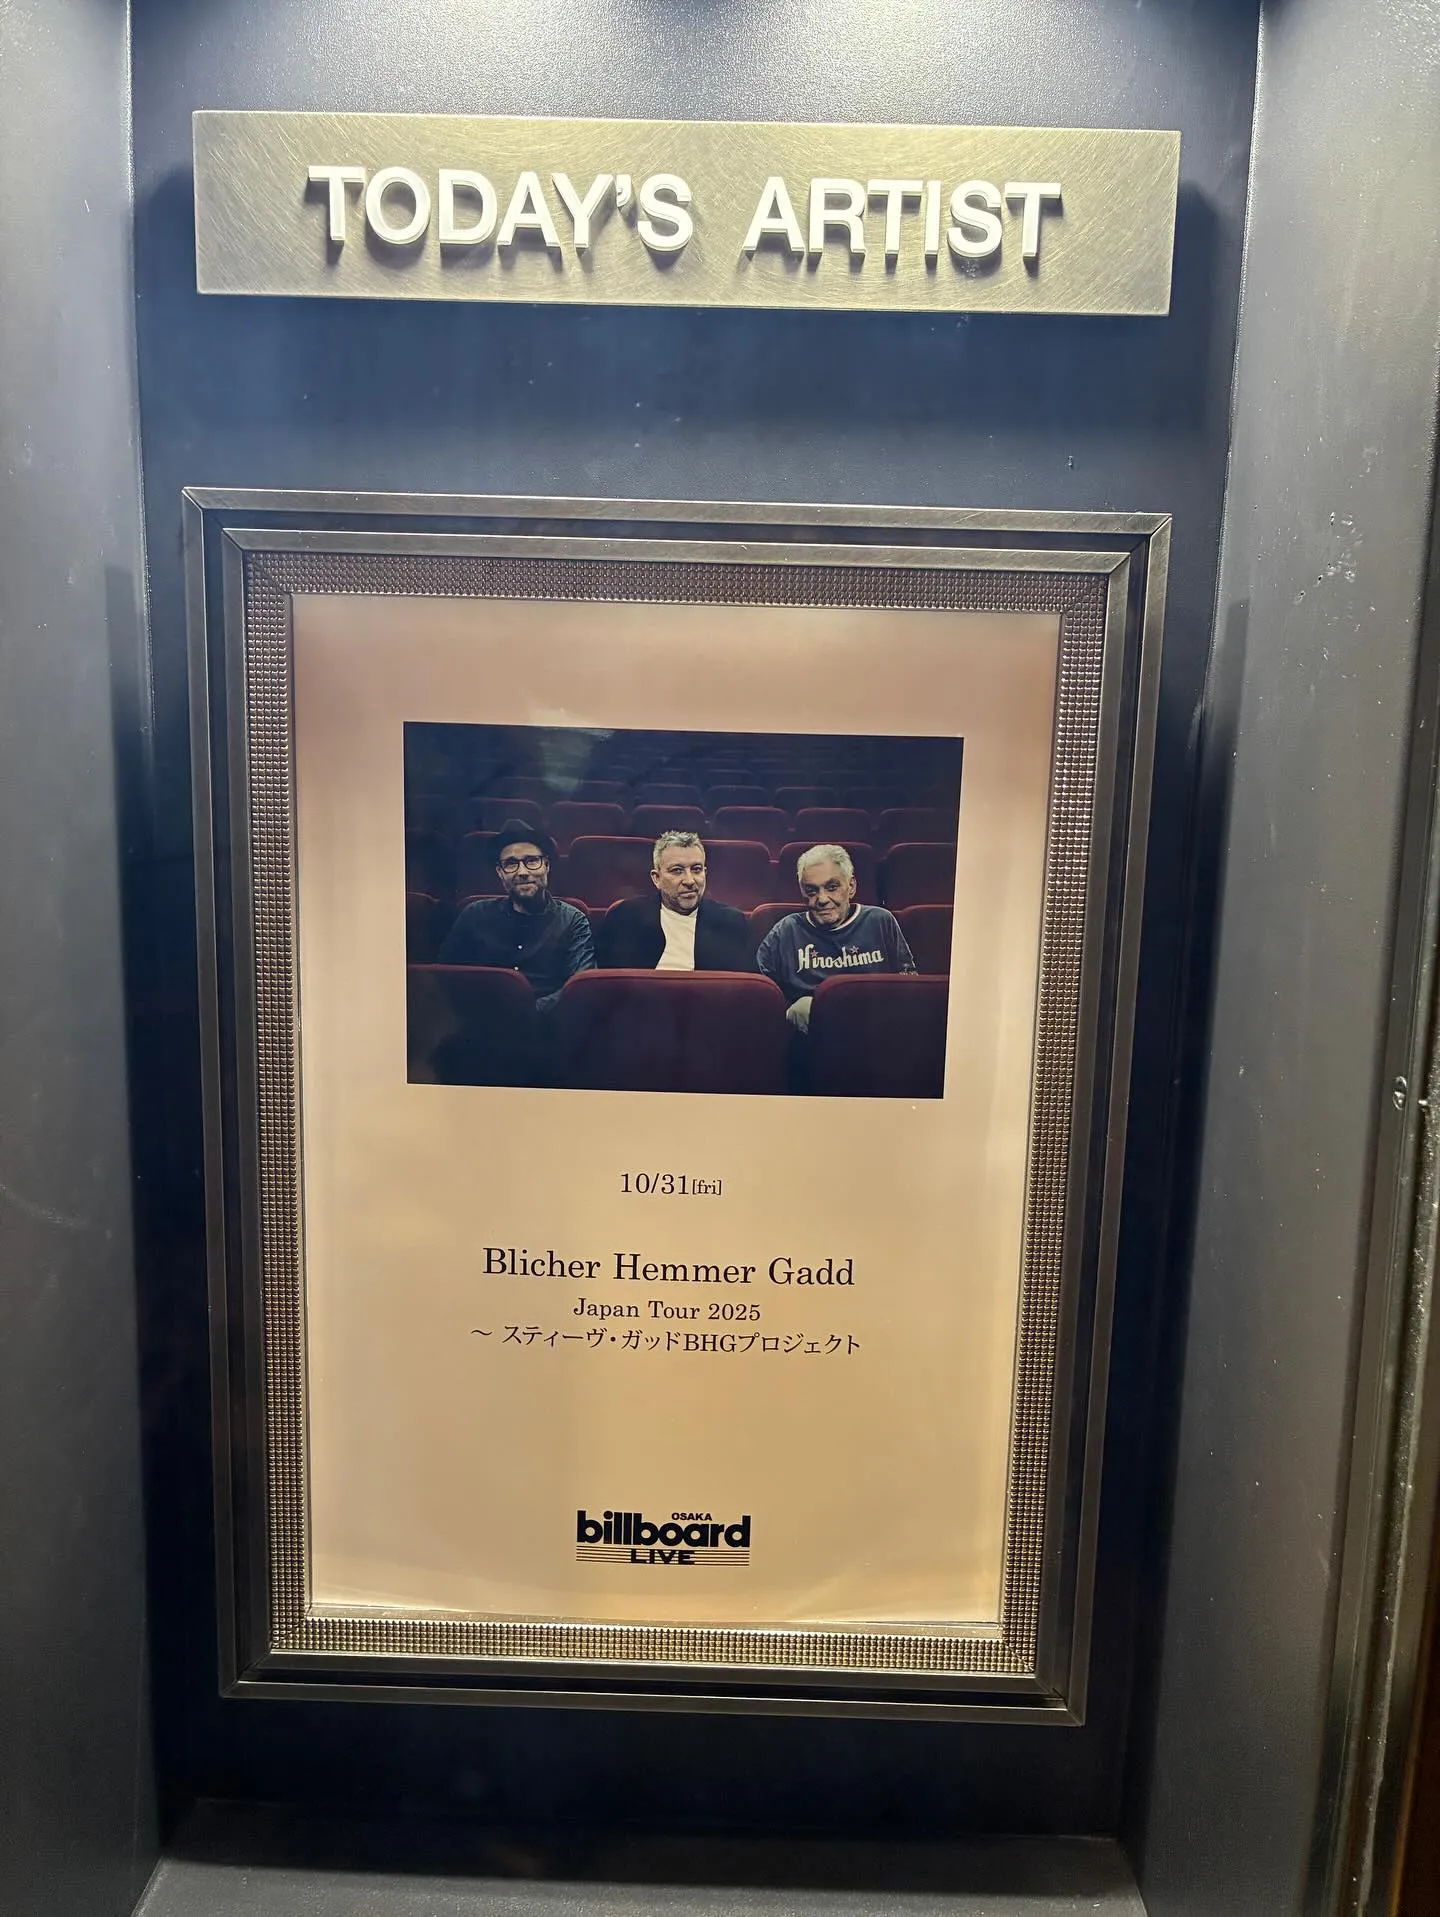 TODAY'S ARTIST
Hiroshima
10/31[fri]
Blicher Hemmer Gadd
Japan Tour 2025
～ スティーヴ・ガッドBHGプロジェクト
OSAKA
billboard
LIVE